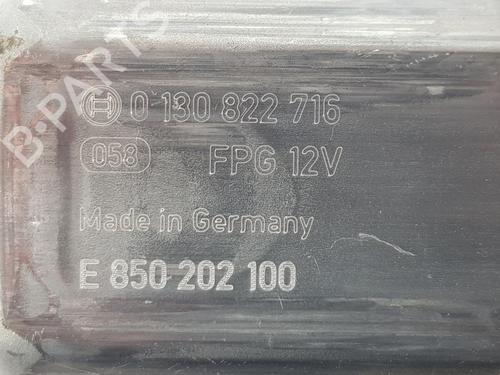 B-PARTS
0 130 822 716
058 FPG 12V
Made in Germany
E 850 202 100